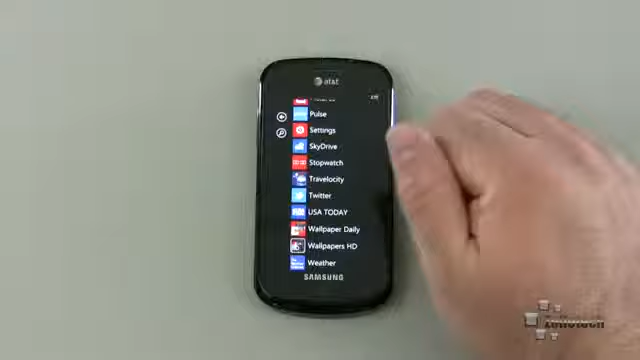 at&t
Pulse
Settings
SkyDrive
Stopwatch
Travelocity
Twitter
USA TODAY
Wallpaper Daily
Wallpapers HD
Weather
SAMSUNG